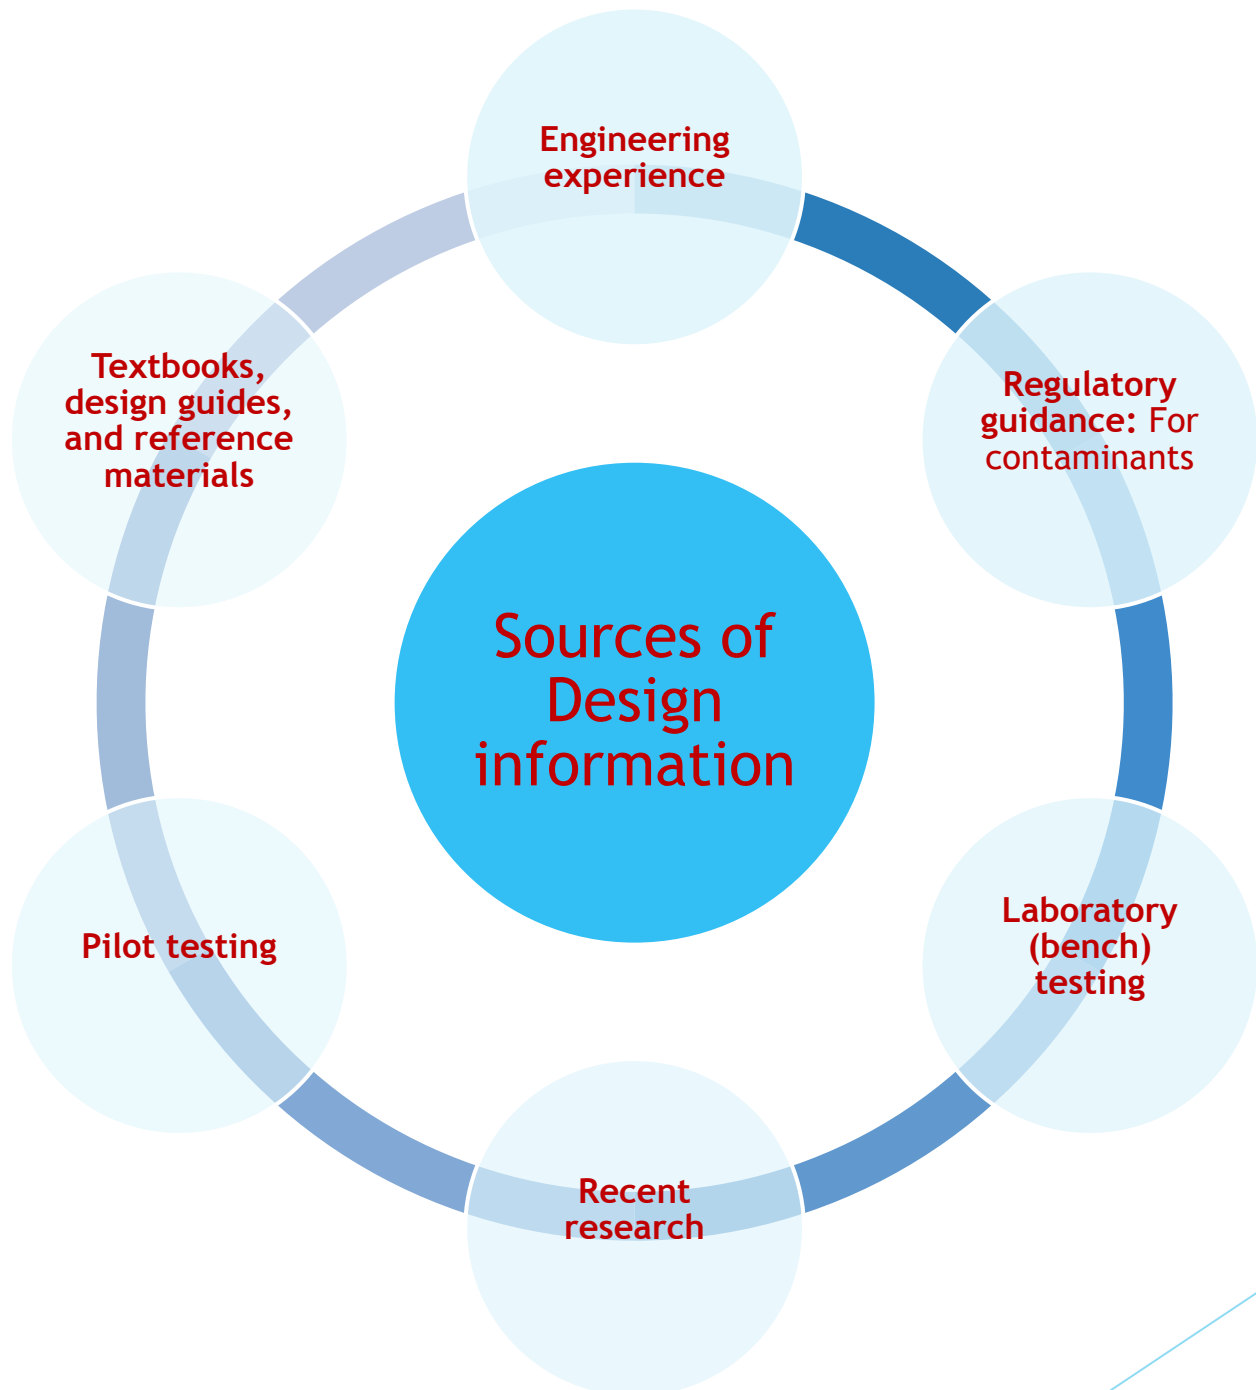 Engineering
experience
Regulatory
guidance: For
contaminants
Laboratory
(bench)
testing
Recent
research
Pilot testing
Textbooks,
design guides,
and reference
materials
Sources of
Design
information